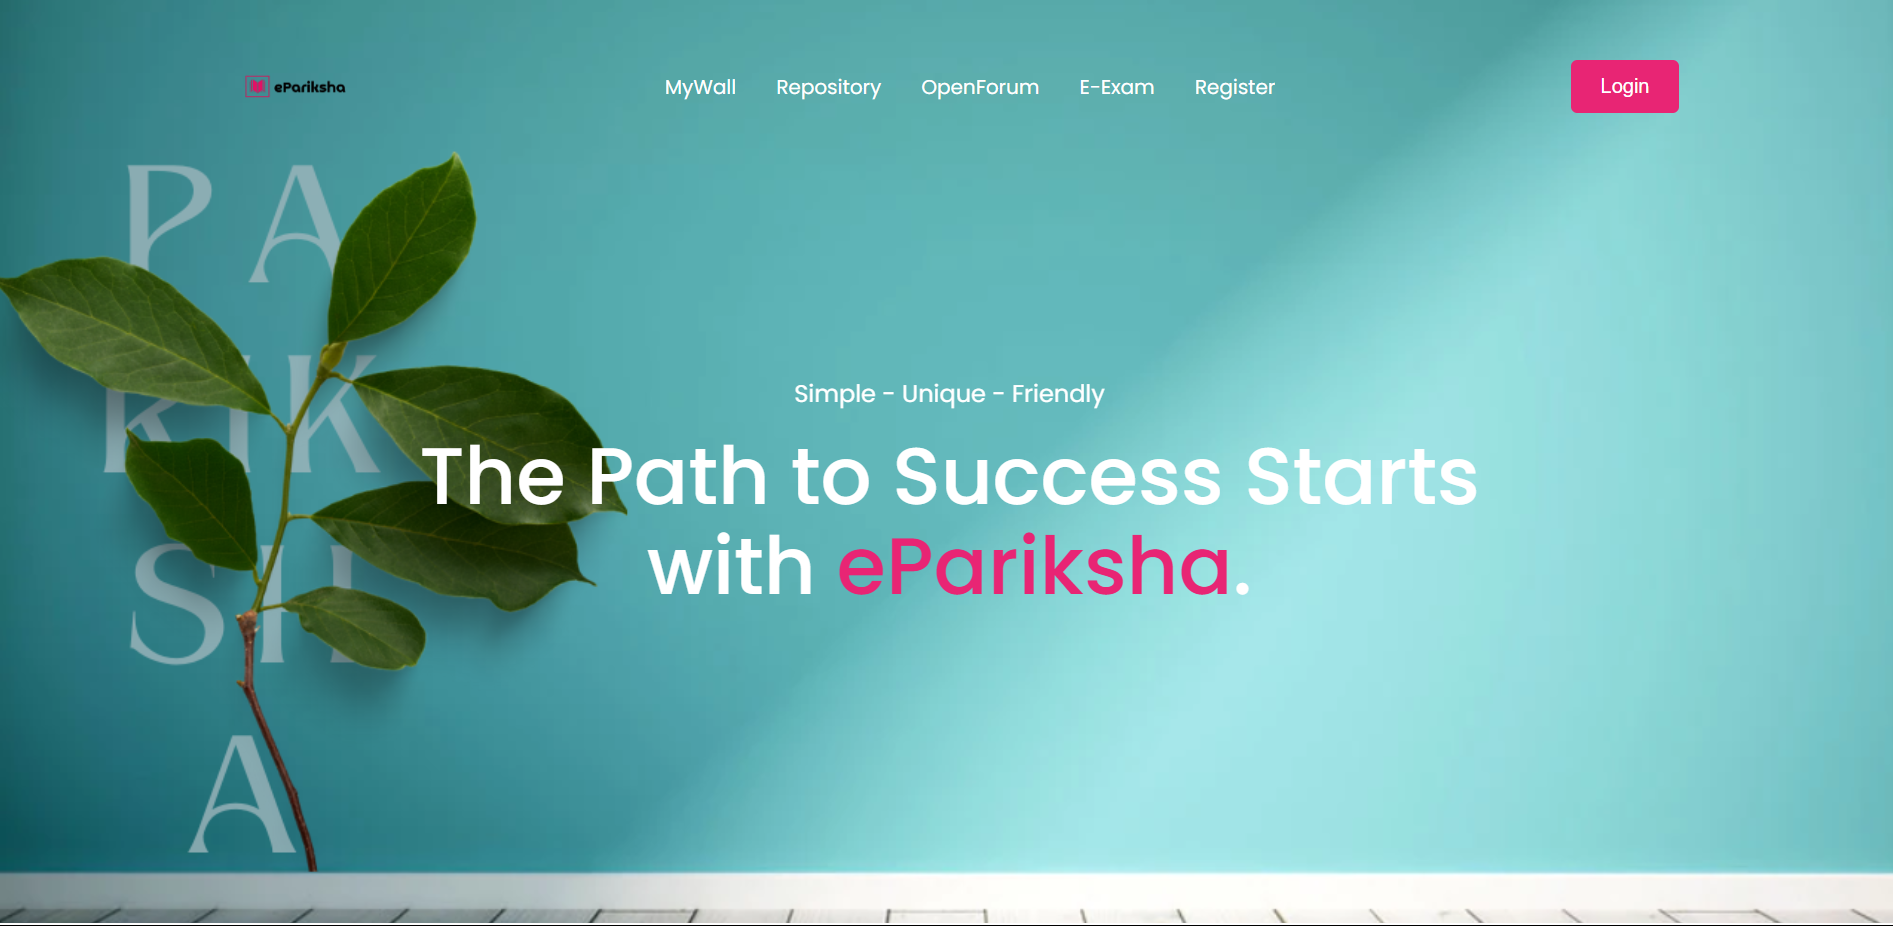 ePariksha
MyWall
Repository
OpenForum
E-Exam
Register
Login
P A
RIK
SH
A
Simple - Unique - Friendly
The Path to Success Starts
with ePariksha.